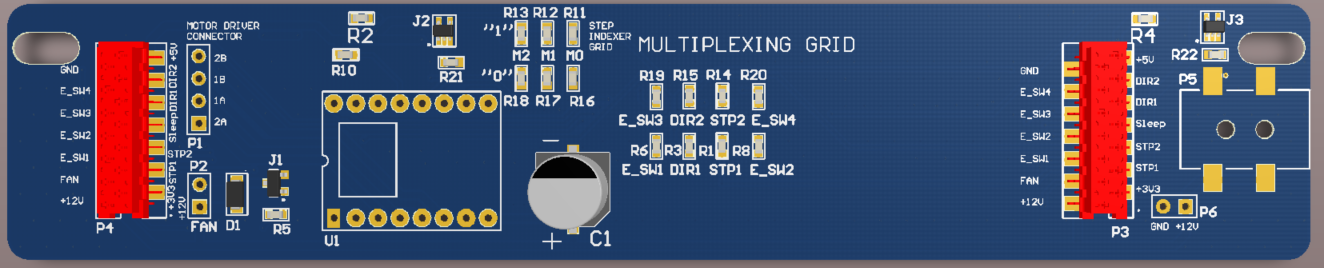 MOTOR DRIVER
CONNECTOR
GND
E_SW4
E_SW3
E_SW2
E_SW1
FAN
+12V
+5V
DIR2
DIR1
Sleep
STP2
STP1
+3V3
P4
2B
1B
1A
2A
P1
P2
+12V
FAN
D1
J1
R5
R2
R10
J2
R21
U1
R13 R12 R11
"1"
M2 M1 M0
"0"
R18 R17 R16
STEP
INDEXER
GRID
MULTIPLEXING GRID
R19 R15 R14 R20
E_SW3 DIR2 STP2 E_SW4
R6 R3 R1 R8
E_SW1 DIR1 STP1 E_SW2
C1
GND
E_SW4
E_SW3
E_SW2
E_SW1
FAN
+12V
+5V
DIR2
DIR1
Sleep
STP2
STP1
+3V3
P3
R4
J3
R22
P5
P6
GND +12V